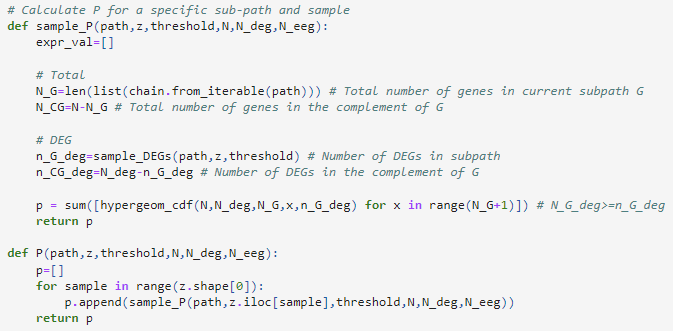 # Calculate P for a specific sub-path and sample
def sample_P(path,z,threshold,N,N_deg,N_eeg):
    expr_val=[]

    # Total
    N_G=len(list(chain.from_iterable(path))) # Total number of genes in current subpath G
    N_CG=N-N_G # Total number of genes in the complement of G

    # DEG
    n_G_deg=sample_DEGs(path,z,threshold) # Number of DEGs in subpath
    n_CG_deg=N_deg-n_G_deg # Number of DEGs in the complement of G

    p = sum([hypergeom_cdf(N,N_deg,N_G,x,n_G_deg) for x in range(N_G+1)]) # N_G_deg>=n_G_deg
    return p

def P(path,z,threshold,N,N_deg,N_eeg):
    p=[]
    for sample in range(z.shape[0]):
        p.append(sample_P(path,z.iloc[sample],threshold,N,N_deg,N_eeg))
    return p